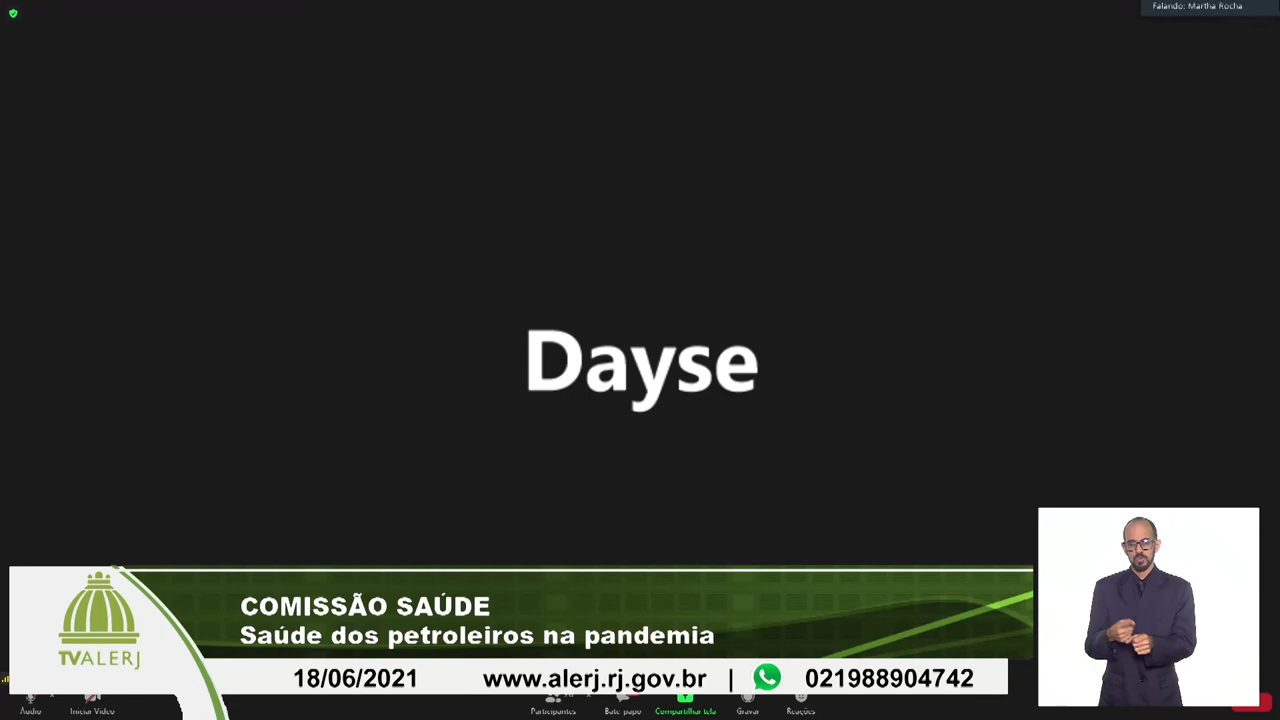 Falando: Martha Rocha
Dayse
COMISSÃO SAÚDE
Saúde dos petroleiros na pandemia
TVALERJ
18/06/2021 www.alerj.rj.gov.br | 021988904742
Áudio Iniciar Vídeo Participantes Bate-papo Compartilhar tela Gravar Reações